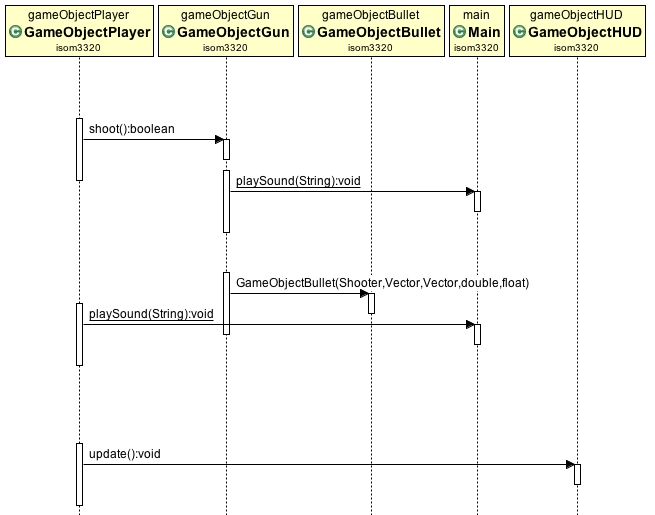 gameObjectPlayer
GameObjectPlayer
isom3320
gameObjectGun
GameObjectGun
isom3320
gameObjectBullet
GameObjectBullet
isom3320
main
Main
isom3320
gameObjectHUD
GameObjectHUD
isom3320
shoot():boolean
playSound(String):void
GameObjectBullet(Shooter,Vector,Vector,double,float)
playSound(String):void
update():void